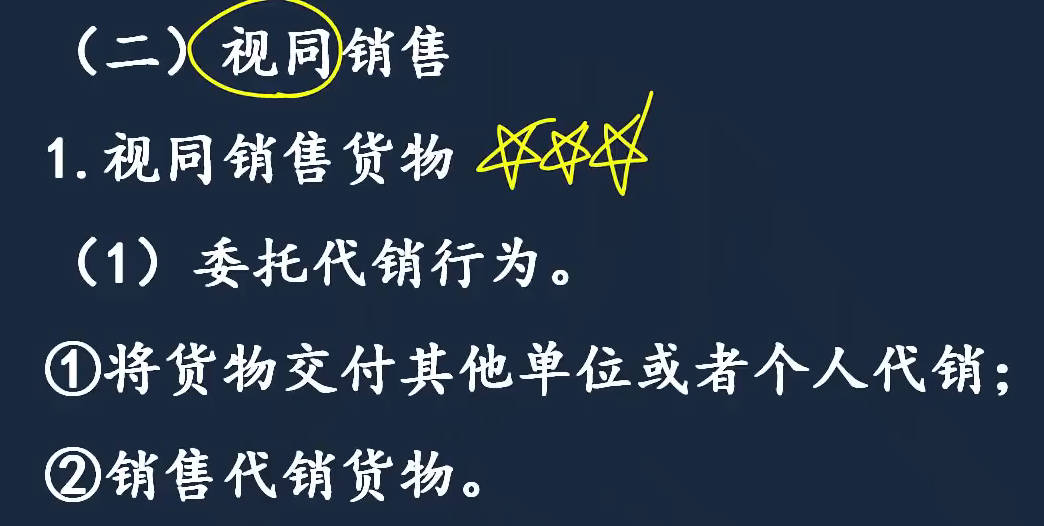 （二）视同销售
1.视同销售货物
（1）委托代销行为。
①将货物交付其他单位或者个人代销；
②销售代销货物。